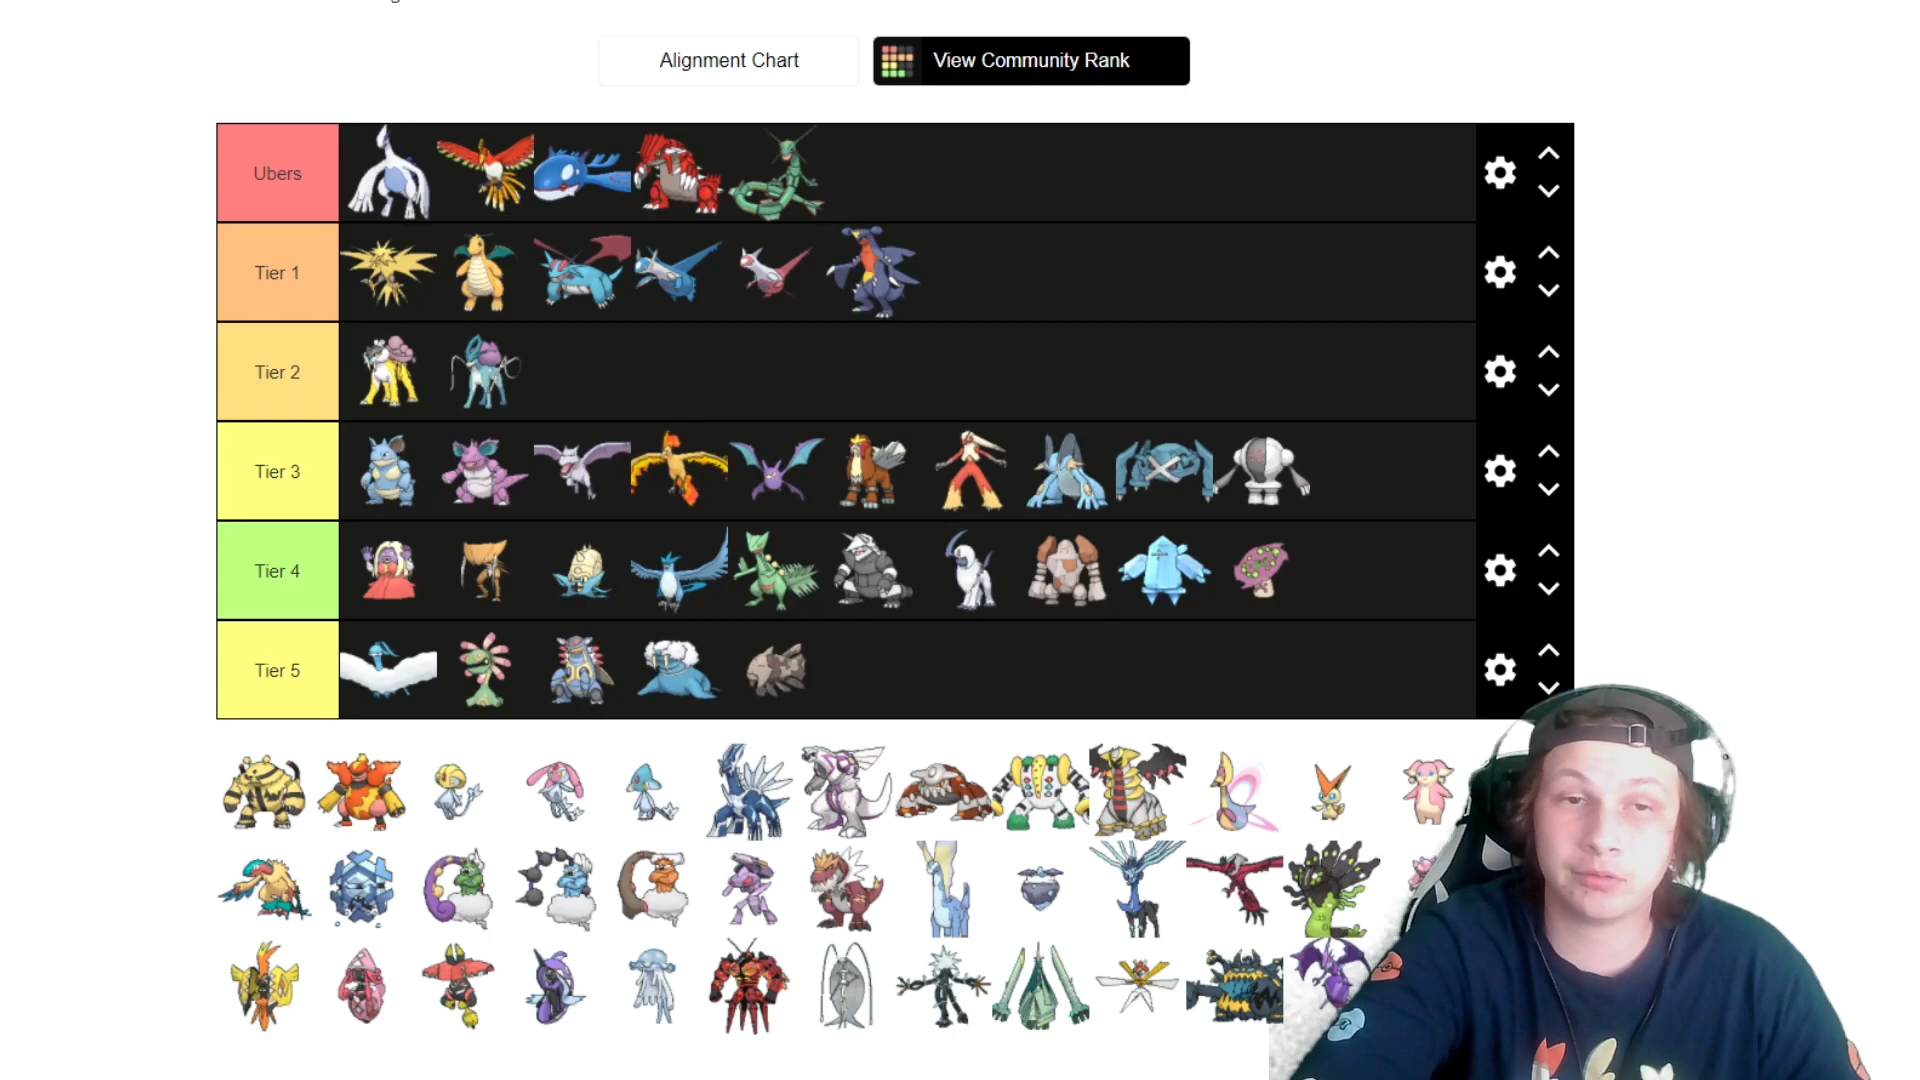 Alignment Chart
View Community Rank
Ubers
Tier 1
Tier 2
Tier 3
Tier 4
Tier 5